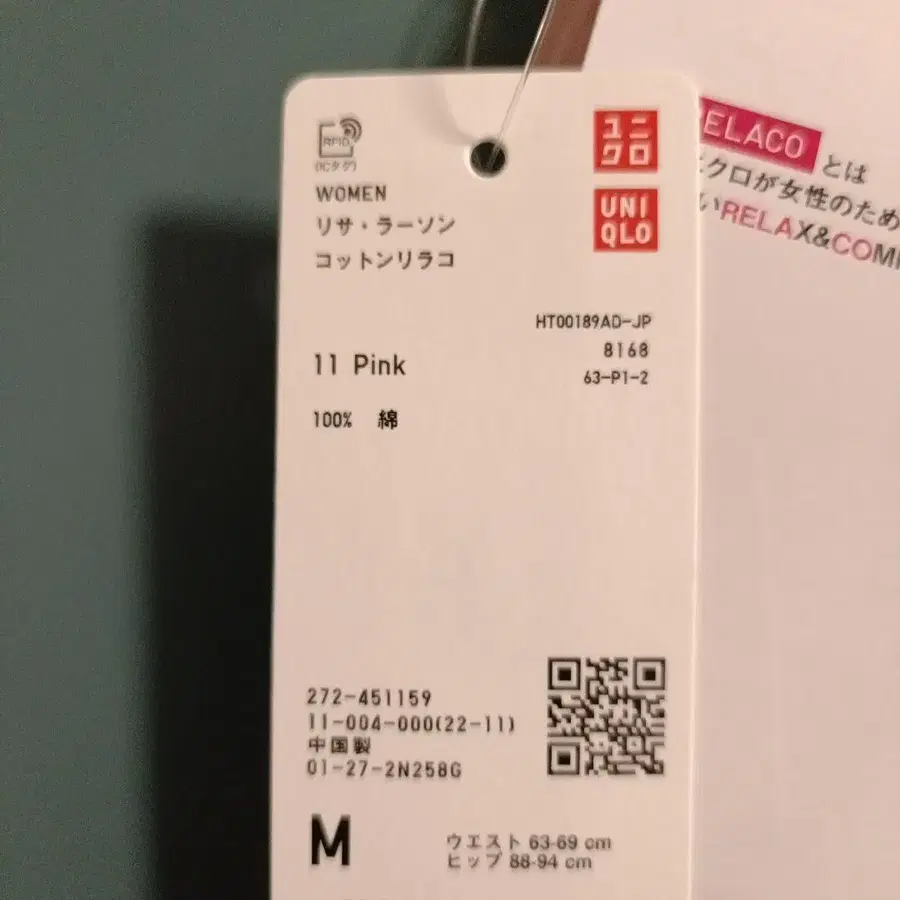 RFID
(ICタグ)
ユニ
クロ
UNI
QLO
WOMEN
リサ・ラーソン
コットンリラコ
HT00189AD-JP
8168
63-P1-2
11 Pink
100% 綿
272-451159
11-004-000(22-11)
中国製
01-27-2N258G
M
ウエスト 63-69 cm
ヒップ 88-94 cm
ELACO とは
クロが女性のため
い RELAX&COM